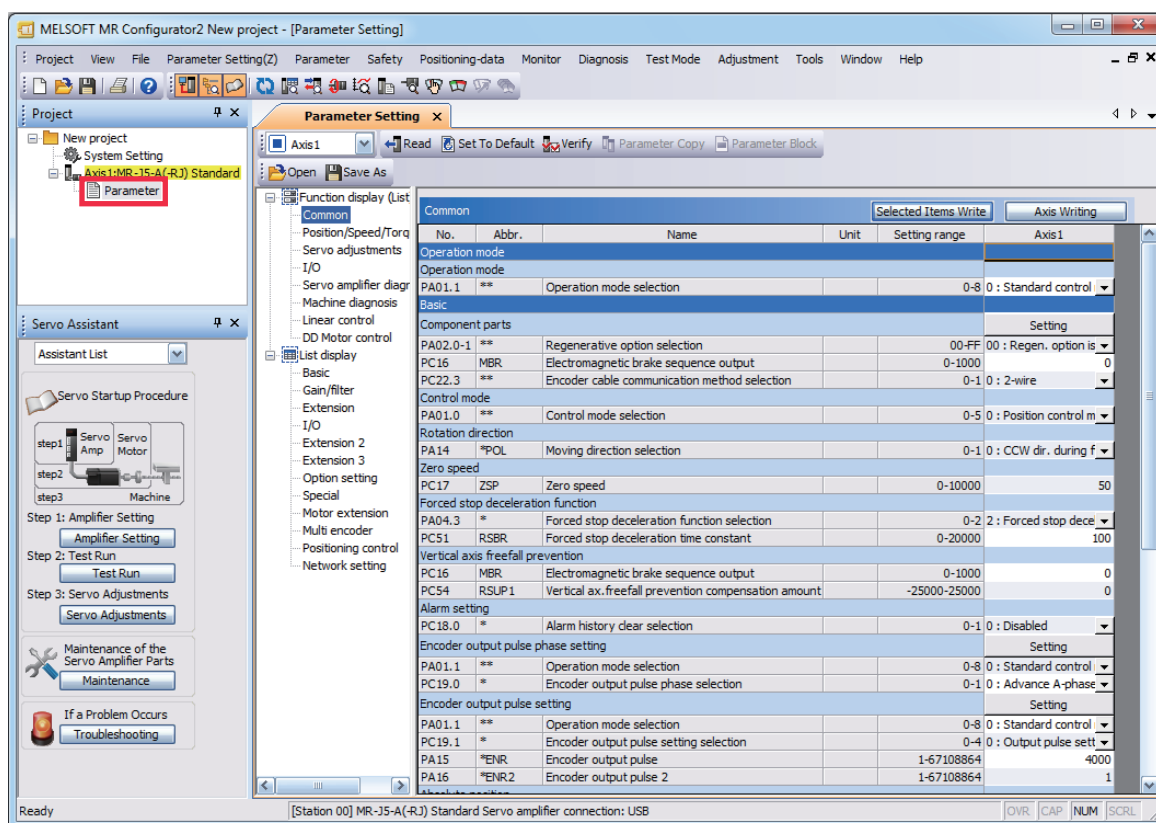 MELSOFT MR Configurator2 New project - [Parameter Setting]
Project View File Parameter Setting(Z) Parameter Safety Positioning-data Monitor Diagnosis Test Mode Adjustment Tools Window Help
Project
New project
System Setting
Axis1:MR-J5-A(-RJ) Standard
Parameter
Servo Assistant
Assistant List
Servo Startup Procedure
step1 Servo Amp Servo Motor
step2
step3 Machine
Step 1: Amplifier Setting
Amplifier Setting
Step 2: Test Run
Test Run
Step 3: Servo Adjustments
Servo Adjustments
Maintenance of the
Servo Amplifier Parts
Maintenance
If a Problem Occurs
Troubleshooting
Parameter Setting
Axis1 Read Set To Default Verify Parameter Copy Parameter Block
Open Save As
Function display (List
Common
Position/Speed/Torq
Servo adjustments
I/O
Servo amplifier diagr
Machine diagnosis
Linear control
DD Motor control
List display
Basic
Gain/filter
Extension
I/O
Extension 2
Extension 3
Option setting
Special
Motor extension
Multi encoder
Positioning control
Network setting
Common Selected Items Write Axis Writing
No. Abbr. Name Unit Setting range Axis1
Operation mode
Operation mode
PA01.1 ** Operation mode selection 0-8 0 : Standard control
Basic
Component parts Setting
PA02.0-1 ** Regenerative option selection 00-FF 00 : Regen. option is
PC16 MBR Electromagnetic brake sequence output 0-1000 0
PC22.3 ** Encoder cable communication method selection 0-1 0 : 2-wire
Control mode
PA01.0 ** Control mode selection 0-5 0 : Position control m
Rotation direction
PA14 *POL Moving direction selection 0-1 0 : CCW dir. during f
Zero speed
PC17 ZSP Zero speed 0-10000 50
Forced stop deceleration function
PA04.3 * Forced stop deceleration function selection 0-2 2 : Forced stop dece
PC51 RSBR Forced stop deceleration time constant 0-20000 100
Vertical axis freefall prevention
PC16 MBR Electromagnetic brake sequence output 0-1000 0
PC54 RSUP1 Vertical ax.freefall prevention compensation amount -25000-25000 0
Alarm setting
PC18.0 * Alarm history clear selection 0-1 0 : Disabled
Encoder output pulse phase setting Setting
PA01.1 ** Operation mode selection 0-8 0 : Standard control
PC19.0 * Encoder output pulse phase selection 0-1 0 : Advance A-phase
Encoder output pulse setting Setting
PA01.1 ** Operation mode selection 0-8 0 : Standard control
PC19.1 * Encoder output pulse setting selection 0-4 0 : Output pulse sett
PA15 *ENR Encoder output pulse 1-67108864 4000
PA16 *ENR2 Encoder output pulse 2 1-67108864 1
Ready [Station 00] MR-J5-A(-RJ) Standard Servo amplifier connection: USB OVR CAP NUM SCRL